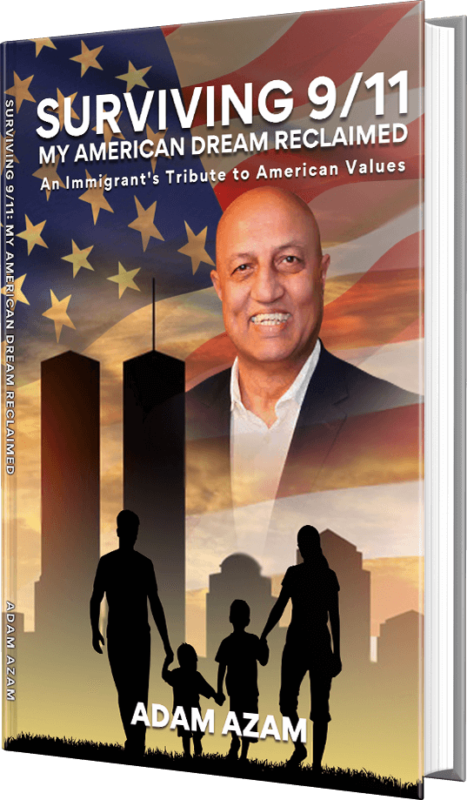 SURVIVING 9/11
MY AMERICAN DREAM RECLAIMED
An Immigrant's Tribute to American Values
ADAM AZAM
SURVIVING 9/11: MY AMERICAN DREAM RECLAIMED
ADAM AZAM